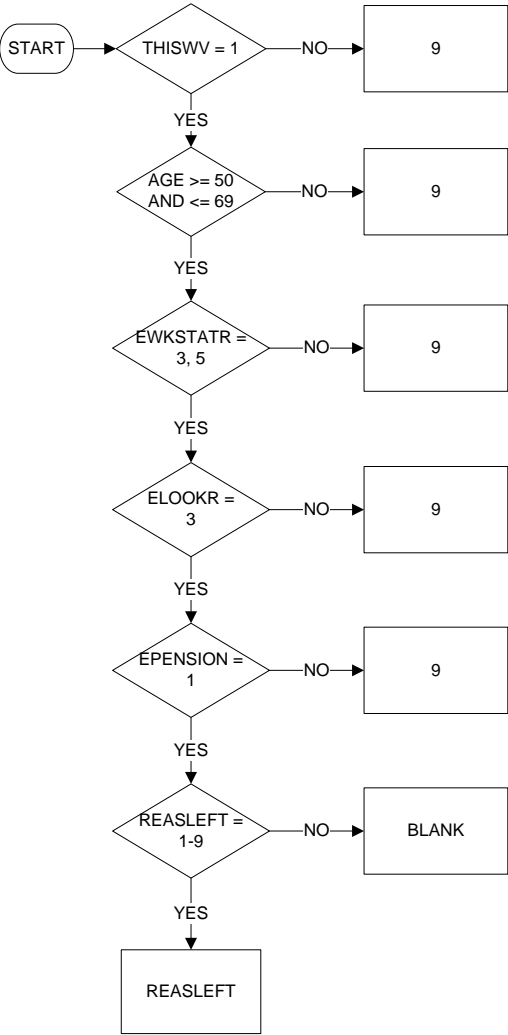 START
THISWV = 1
NO
9
YES
AGE >= 50
AND <= 69
NO
9
YES
EWKSTATR =
3, 5
NO
9
YES
ELOOKR =
3
NO
9
YES
EPENSION =
1
NO
9
YES
REASLEFT =
1-9
NO
BLANK
YES
REASLEFT